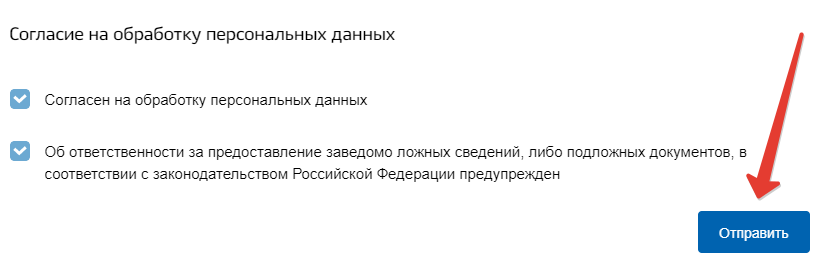 Согласие на обработку персональных данных
Согласен на обработку персональных данных
Об ответственности за предоставление заведомо ложных сведений, либо подложных документов, в
соответствии с законодательством Российской Федерации предупрежден
Отправить